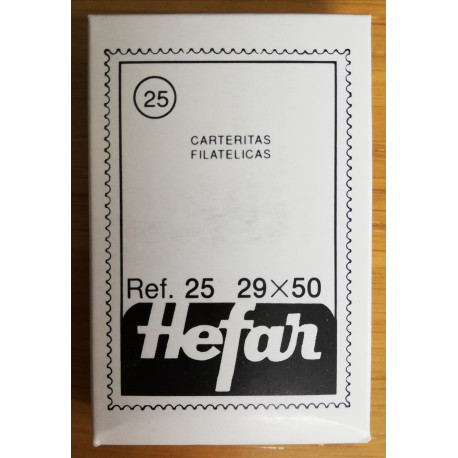 25
CARTERITAS
FILATELICAS
Ref. 25 29×50
Hefar